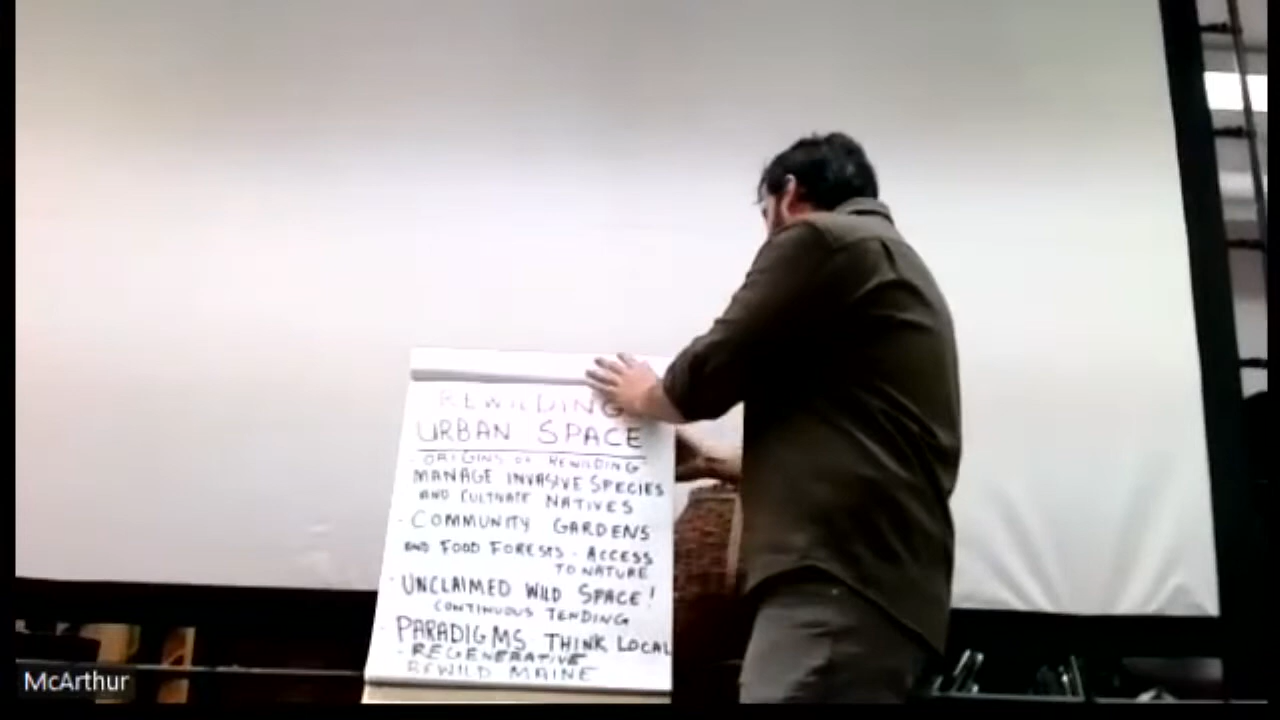 REWILDING
URBAN SPACE
- ORIGINS OF REWILDING
MANAGE INVASIVE SPECIES
AND CULTIVATE NATIVES
- COMMUNITY GARDENS
AND FOOD FORESTS - ACCESS
TO NATURE
- UNCLAIMED WILD SPACE!
CONTINUOUS TENDING
- PARADIGMS THINK LOCAL
- REGENERATIVE
REWILD MAINE
McArthur